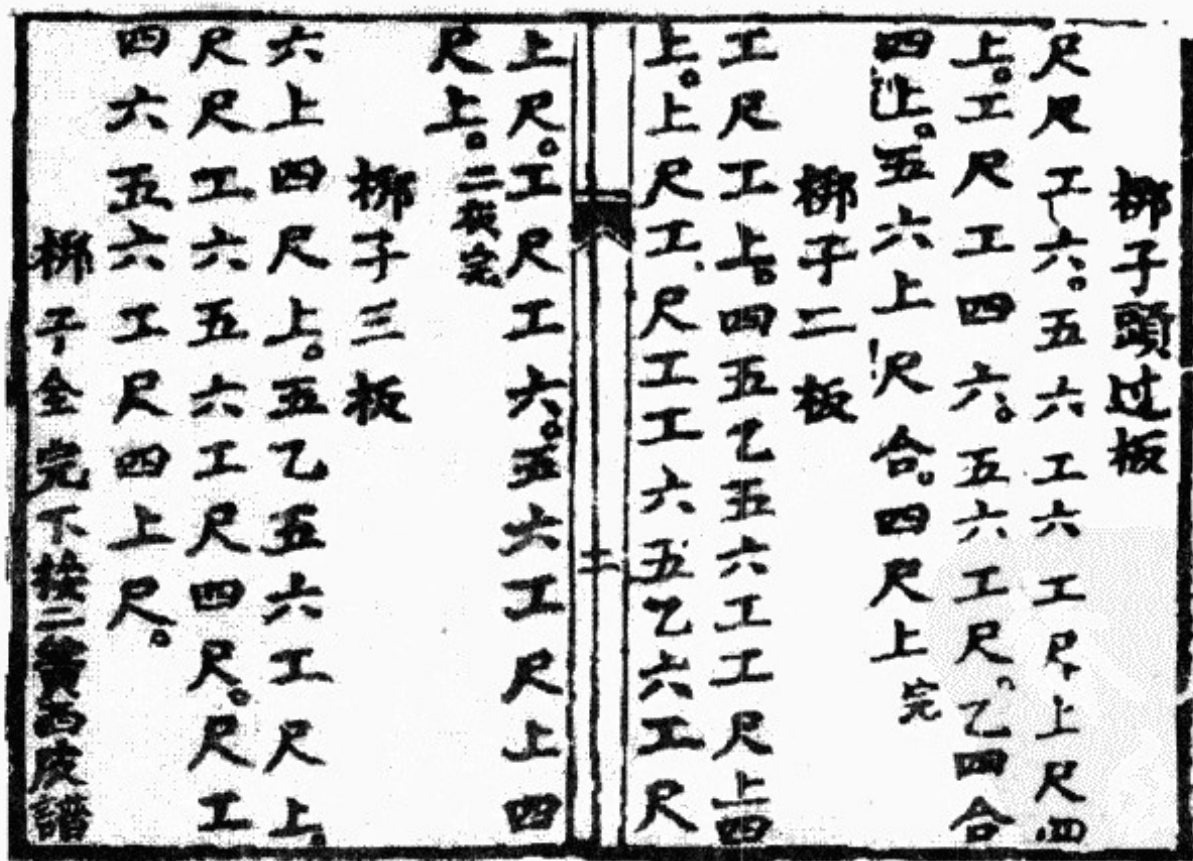 梆子頭过板
尺尺工六。五六工六工尺上尺四
上。工尺工四六。五六工尺。乙四合
四上。五六上尺合。四尺上完
梆子二板
工尺工上。四五乙五六工工尺上四
上。上尺工尺工工六五乙六工尺
上尺。工尺工六。五六工尺上四
尺上。二板完
梆子三板
六上四尺上。五乙五六工尺上。
尺尺工六五六工尺四尺。尺工
四六五六工尺四上尺。
梆子全完下接二黄西皮譜